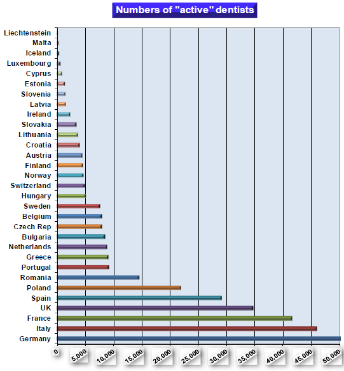 Numbers of "active" dentists
Liechtenstein
Malta
Iceland
Luxembourg
Cyprus
Estonia
Slovenia
Latvia
Ireland
Slovakia
Lithuania
Croatia
Austria
Finland
Norway
Switzerland
Hungary
Sweden
Belgium
Czech Rep
Bulgaria
Netherlands
Greece
Portugal
Romania
Poland
Spain
UK
France
Italy
Germany
0 5,000 10,000 15,000 20,000 25,000 30,000 35,000 40,000 45,000 50,000